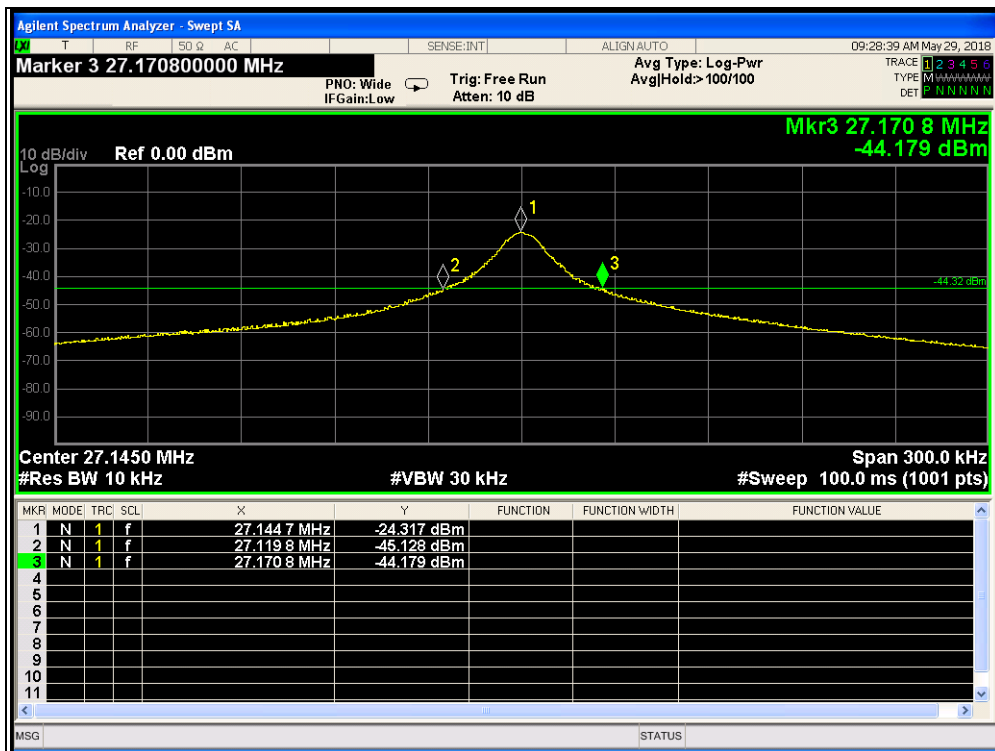 Agilent Spectrum Analyzer - Swept SA
LXI T RF 50 Ω AC SENSE:INT ALIGN AUTO 09:28:39 AM May 29, 2018
Marker 3 27.170800000 MHz
PNO: Wide
IFGain:Low
Trig: Free Run
Atten: 10 dB
Avg Type: Log-Pwr
Avg|Hold:>100/100
TRACE 1 2 3 4 5 6
TYPE M
DET P N N N N N
Mkr3 27.170 8 MHz
-44.179 dBm
10 dB/div Ref 0.00 dBm
Log
-10.0
-20.0
-30.0
-40.0
-50.0
-60.0
-70.0
-80.0
-90.0
1
2
3
-44.32 dBm
Center 27.1450 MHz Span 300.0 kHz
#Res BW 10 kHz #VBW 30 kHz #Sweep 100.0 ms (1001 pts)
MKR MODE TRC SCL X Y FUNCTION FUNCTION WIDTH FUNCTION VALUE
1 N 1 f 27.144 7 MHz -24.317 dBm
2 N 1 f 27.119 8 MHz -45.128 dBm
3 N 1 f 27.170 8 MHz -44.179 dBm
4
5
6
7
8
9
10
11
MSG STATUS